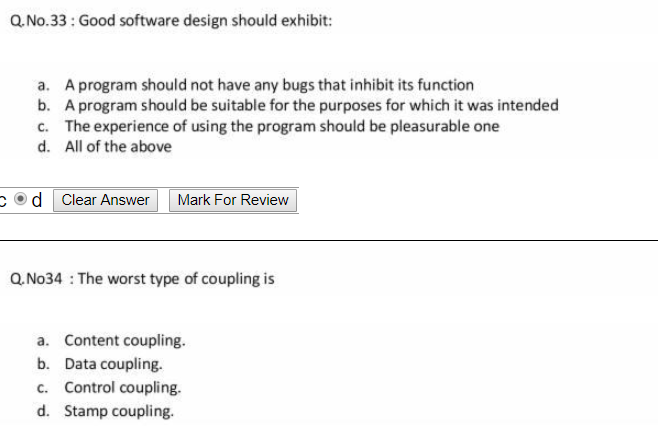 Q.No.33 : Good software design should exhibit:
a. A program should not have any bugs that inhibit its function
b. A program should be suitable for the purposes for which it was intended
c. The experience of using the program should be pleasurable one
d. All of the above
c d Clear Answer Mark For Review
Q.No34 : The worst type of coupling is
a. Content coupling.
b. Data coupling.
c. Control coupling.
d. Stamp coupling.